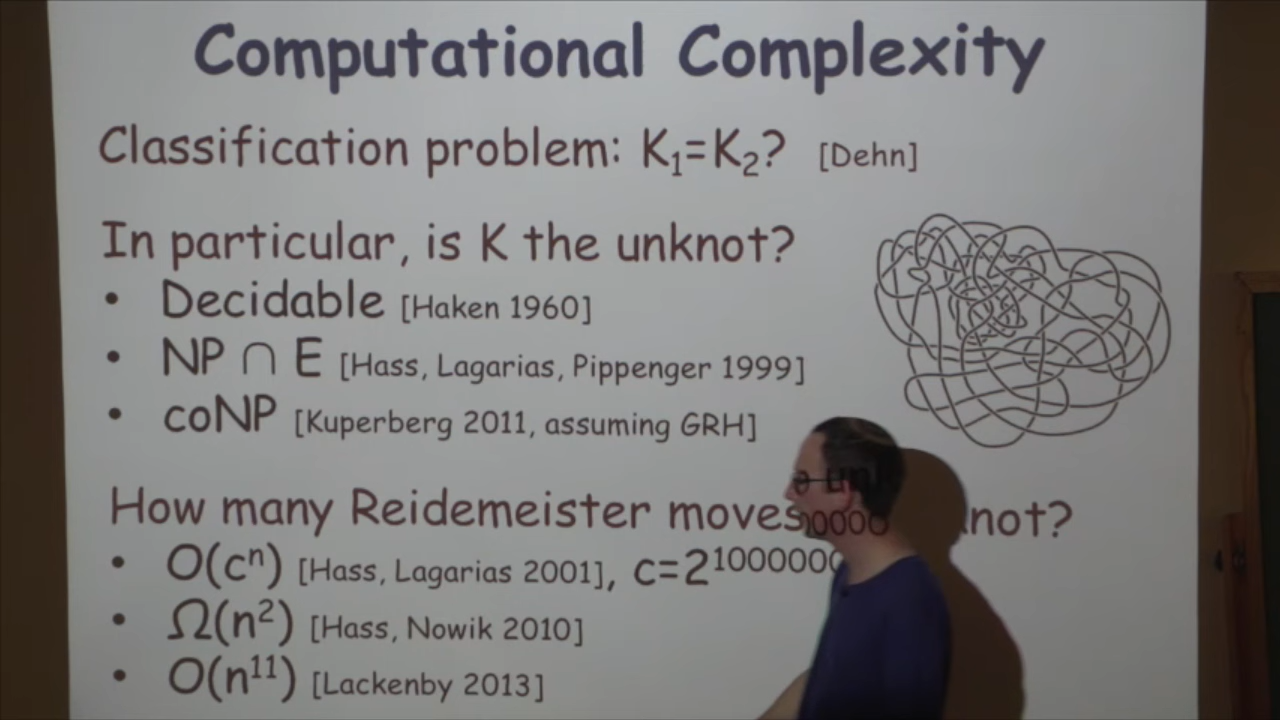 Computational Complexity
Classification problem: K₁=K₂? [Dehn]
In particular, is K the unknot?
• Decidable [Haken 1960]
• NP ∩ E [Hass, Lagarias, Pippenger 1999]
• coNP [Kuperberg 2011, assuming GRH]
How many Reidemeister moves
• O(cⁿ) [Hass, Lagarias 2001], c=2
• Ω(n²) [Hass, Nowik 2010]
• O(n¹¹) [Lackenby 2013]